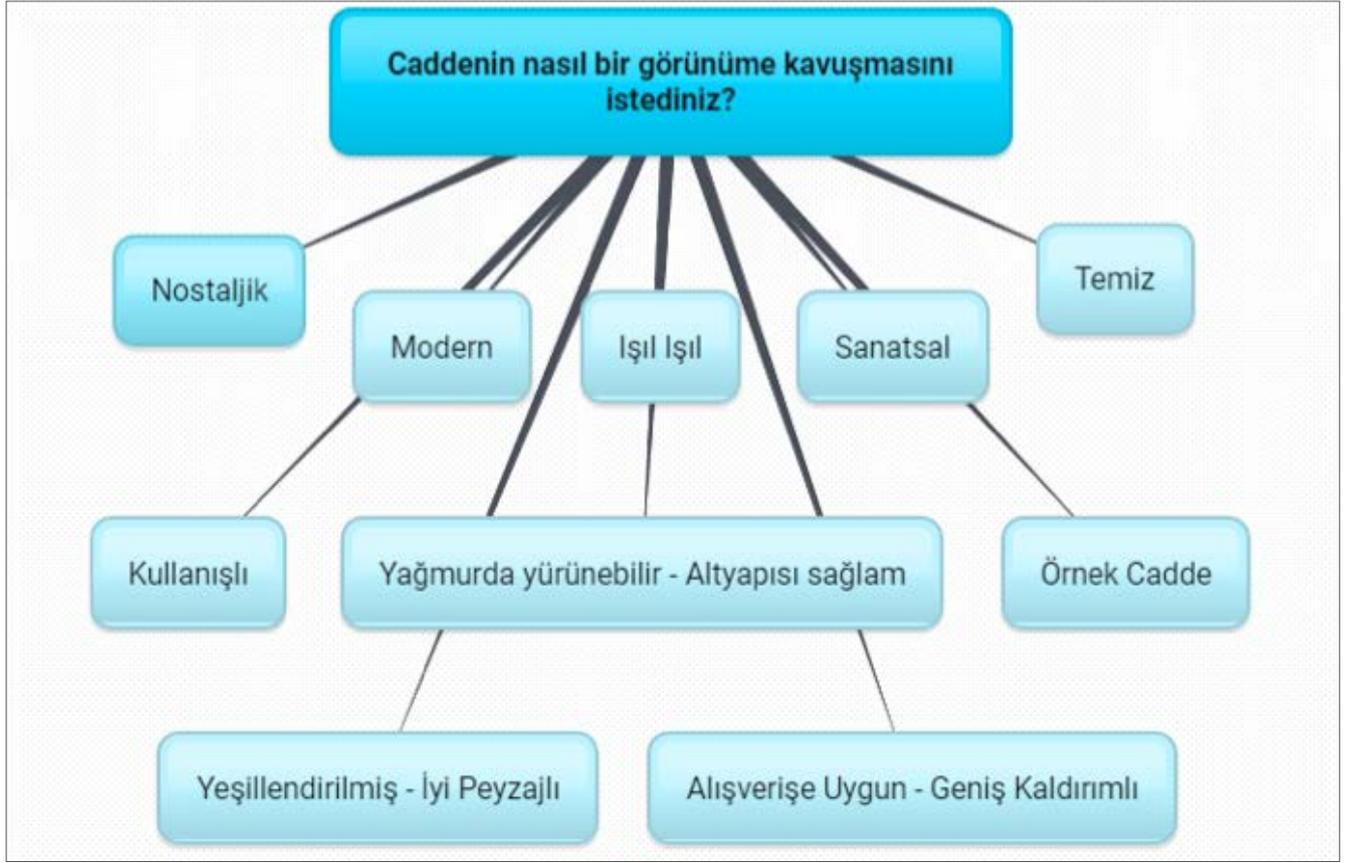 Caddenin nasıl bir görünüme kavuşmasını
istediniz?
Nostaljik
Temiz
Modern
Işıl Işıl
Sanatsal
Kullanışlı
Yağmurda yürünebilir - Altyapısı sağlam
Örnek Cadde
Yeşillendirilmiş - İyi Peyzajlı
Alışverişe Uygun - Geniş Kaldırımlı